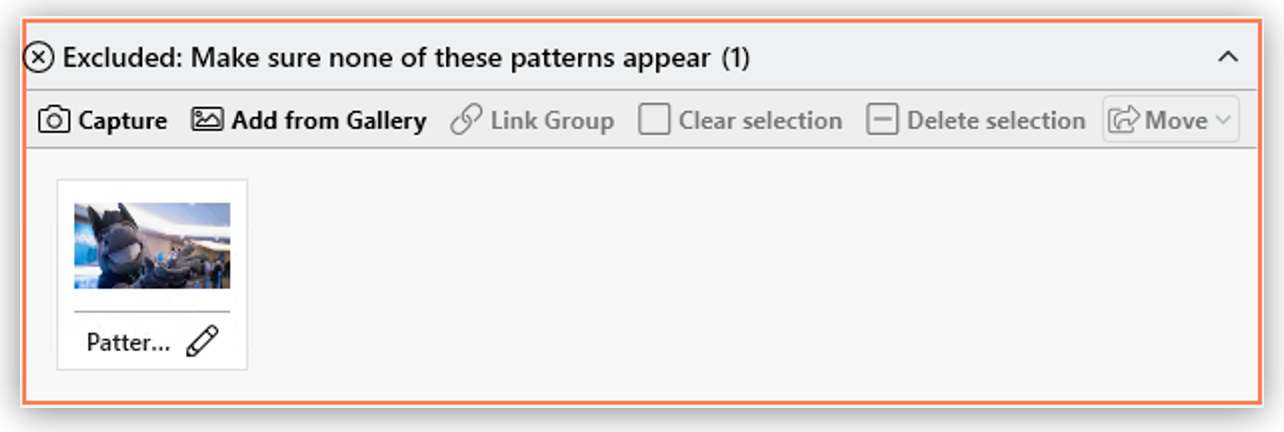 Excluded: Make sure none of these patterns appear (1)
Capture Add from Gallery Link Group Clear selection Delete selection Move
Patter...